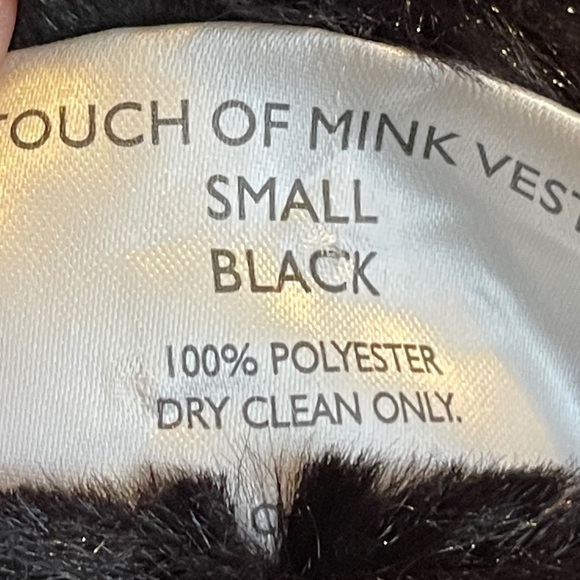 TOUCH OF MINK VEST
SMALL
BLACK
100% POLYESTER
DRY CLEAN ONLY.